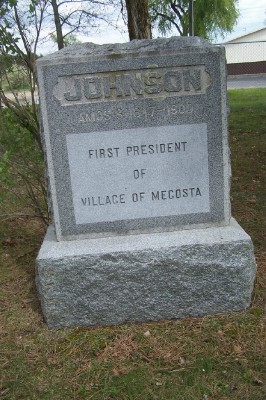 JOHNSON
AMOS
FIRST PRESIDENT
OF
VILLAGE OF MECOSTA